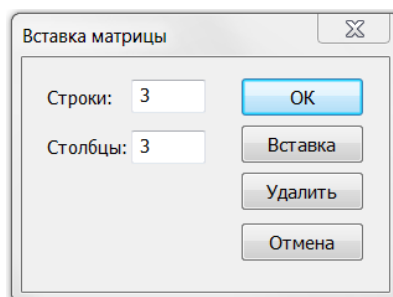 Вставка матрицы
Строки: 3
ОК
Столбцы: 3
Вставка
Удалить
Отмена